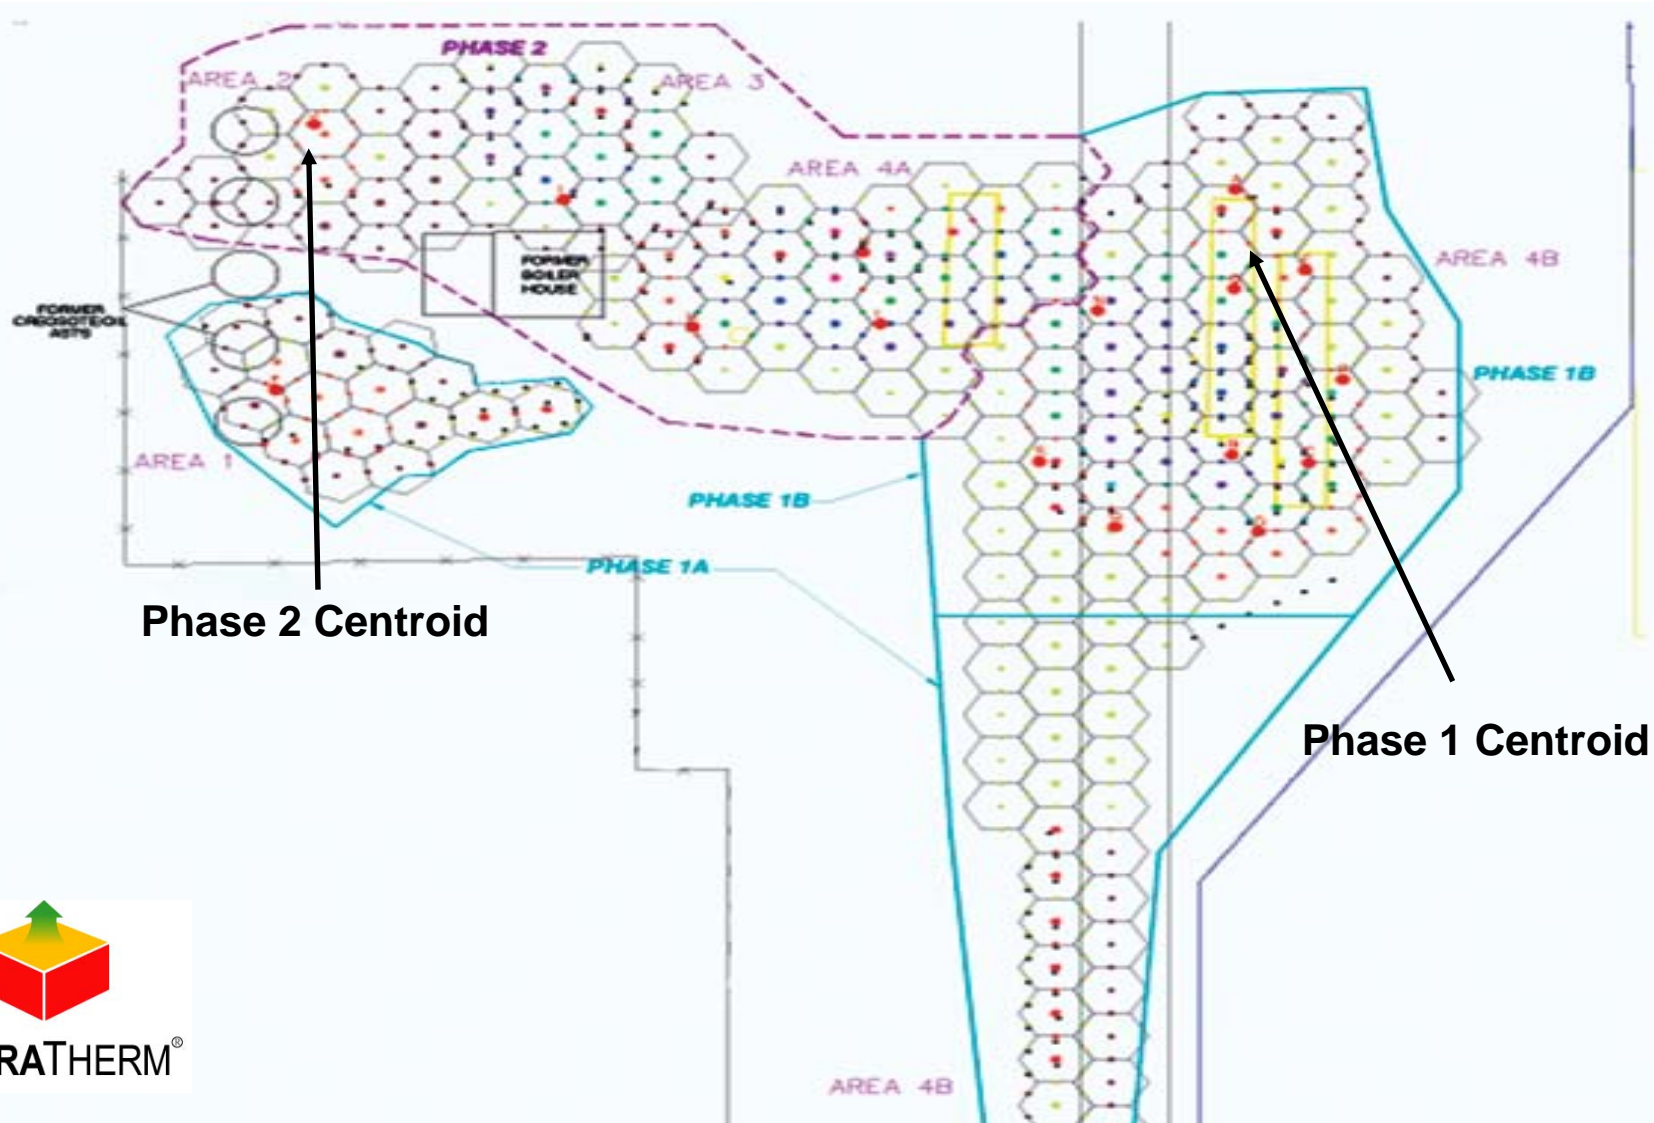 PHASE 2
AREA 2
AREA 3
AREA 4A
AREA 4B
FORMER
BOILER
HOUSE
FORMER
CREOSOTE OIL
ASTS
PHASE 1B
AREA 1
PHASE 1B
PHASE 1A
Phase 2 Centroid
Phase 1 Centroid
RATHERM®
AREA 4B